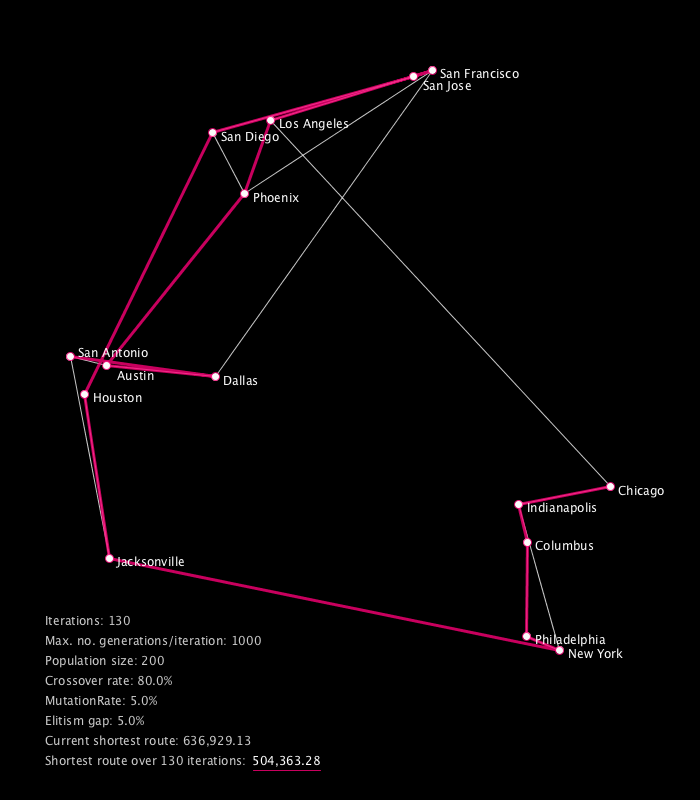 San Francisco
San Jose
Los Angeles
San Diego
Phoenix
San Antonio
Austin
Dallas
Houston
Chicago
Indianapolis
Columbus
Jacksonville
Iterations: 130
Max. no. generations/iteration: 1000
Philadelphia
New York
Population size: 200
Crossover rate: 80.0%
MutationRate: 5.0%
Elitism gap: 5.0%
Current shortest route: 636,929.13
Shortest route over 130 iterations: 504,363.28